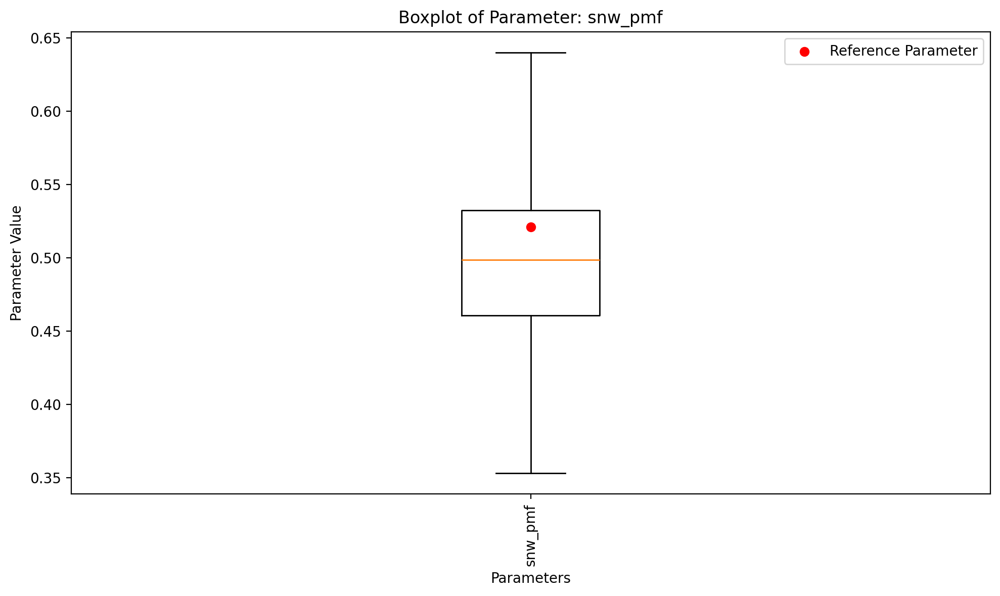 Boxplot of Parameter: snw_pmf
Reference Parameter
Parameter Value
0.65
0.60
0.55
0.50
0.45
0.40
0.35
snw_pmf
Parameters